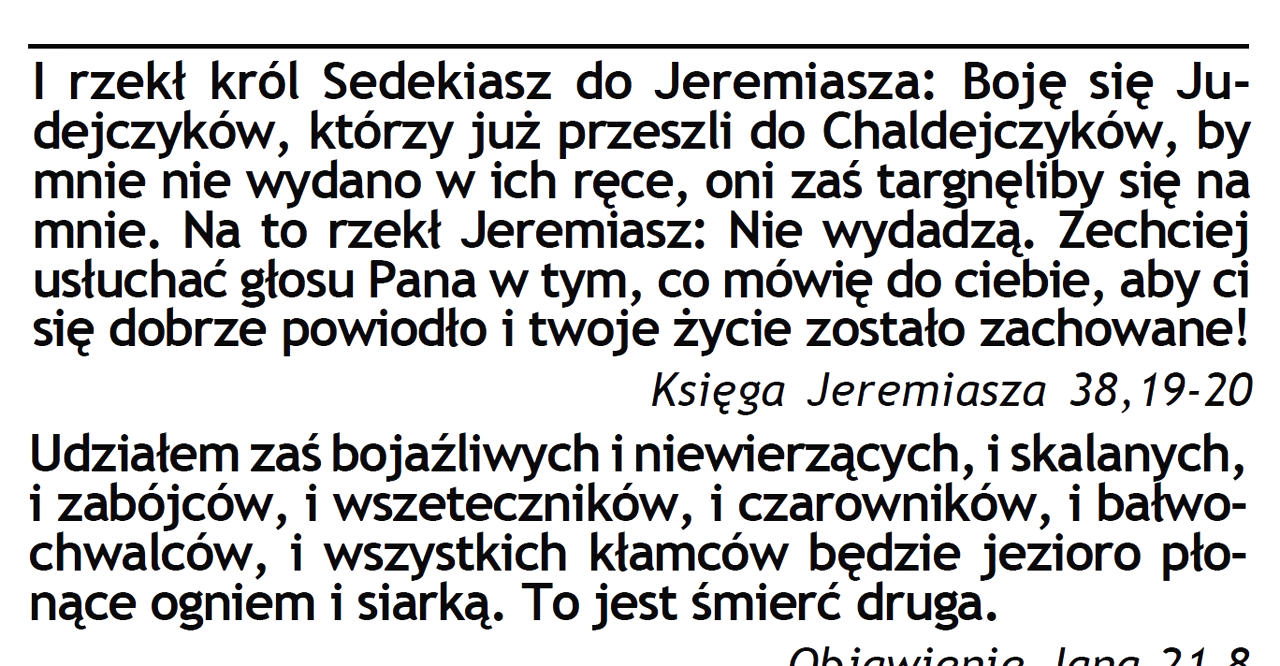 I rzekł król Sedekiasz do Jeremiasza: Boję się Ju-
dejczyków, którzy już przeszli do Chaldejczyków, by
mnie nie wydano w ich ręce, oni zaś targnęliby się na
mnie. Na to rzekł Jeremiasz: Nie wydadzą. Zechciej
usłuchać głosu Pana w tym, co mówię do ciebie, aby ci
się dobrze powiodło i twoje życie zostało zachowane!
Księga Jeremiasza 38,19-20
Udziałem zaś bojaźliwych i niewierzących, i skalanych,
i zabójców, i wszeteczników, i czarowników, i bałwo-
chwalców, i wszystkich kłamców będzie jezioro pło-
nące ogniem i siarką. To jest śmierć druga.
Objawienie Jana 21,8